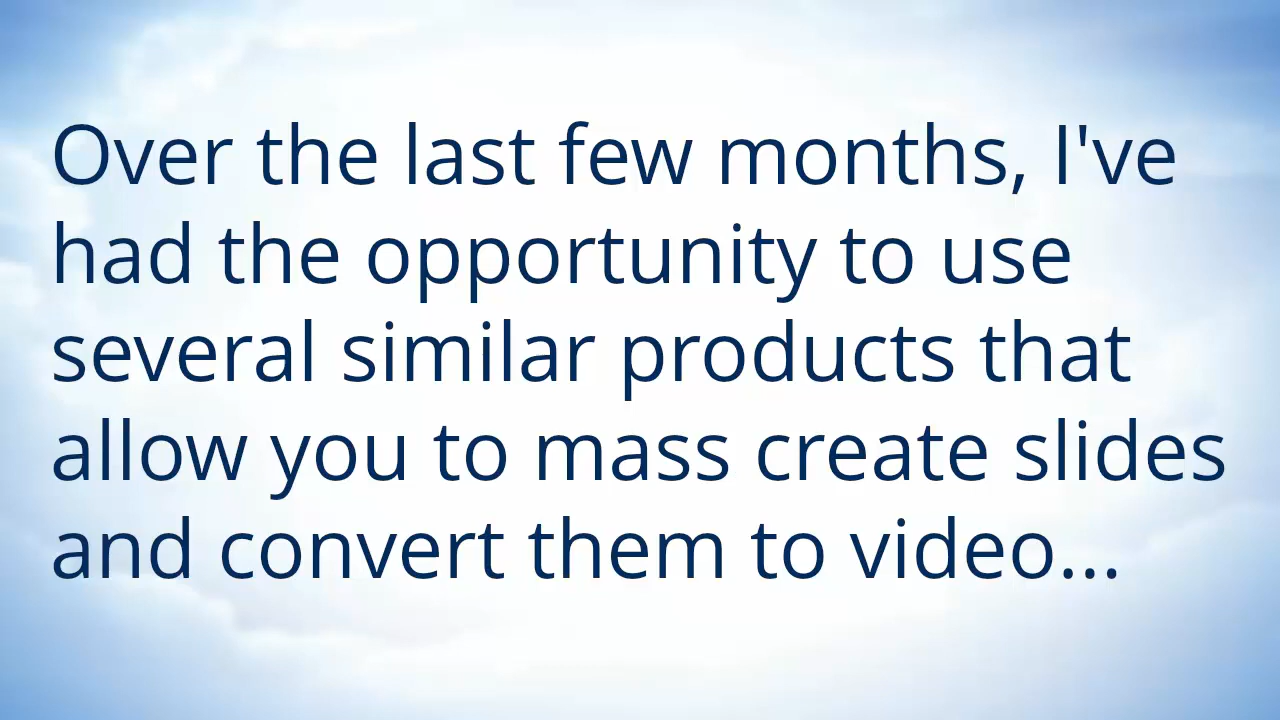 Over the last few months, I've
had the opportunity to use
several similar products that
allow you to mass create slides
and convert them to video...